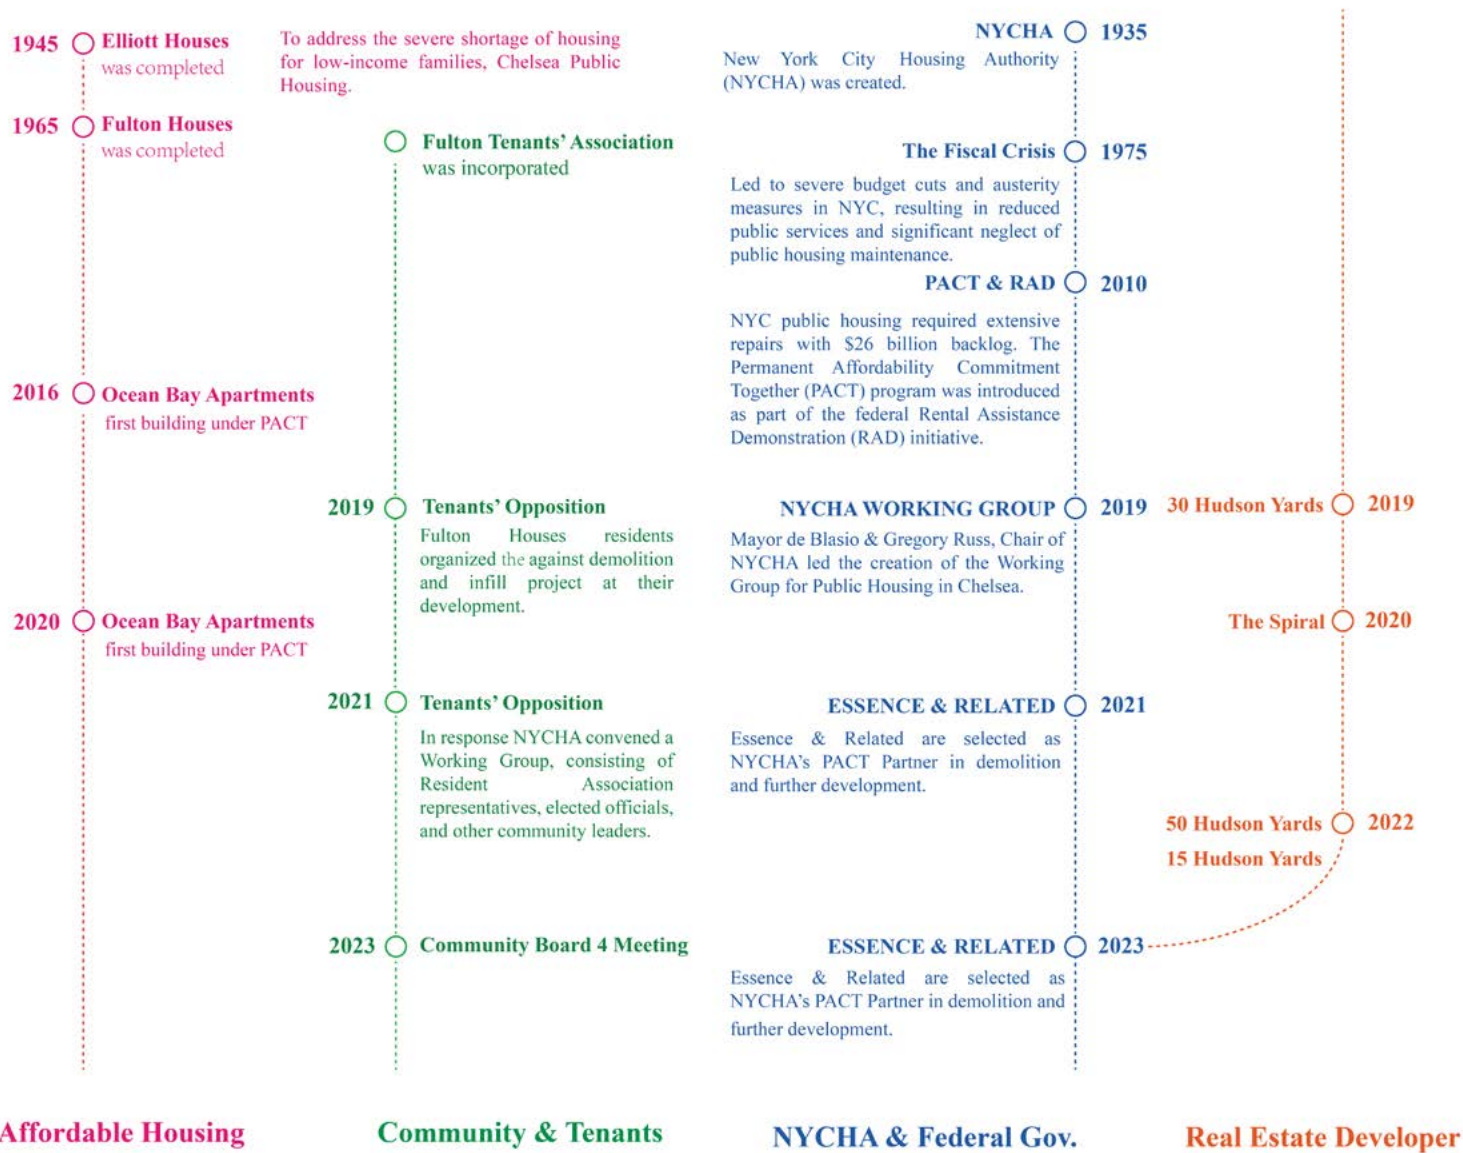 1945 Elliott Houses
was completed
To address the severe shortage of housing
for low-income families, Chelsea Public
Housing.
1965 Fulton Houses
was completed
2016 Ocean Bay Apartments
first building under PACT
2020 Ocean Bay Apartments
first building under PACT
Affordable Housing
Fulton Tenants' Association
was incorporated
2019 Tenants' Opposition
Fulton Houses residents
organized the against demolition
and infill project at their
development.
2021 Tenants' Opposition
In response NYCHA convened a
Working Group, consisting of
Resident Association
representatives, elected officials,
and other community leaders.
2023 Community Board 4 Meeting
Community & Tenants
NYCHA 1935
New York City Housing Authority
(NYCHA) was created.
The Fiscal Crisis 1975
Led to severe budget cuts and austerity
measures in NYC, resulting in reduced
public services and significant neglect of
public housing maintenance.
PACT & RAD 2010
NYC public housing required extensive
repairs with $26 billion backlog. The
Permanent Affordability Commitment
Together (PACT) program was introduced
as part of the federal Rental Assistance
Demonstration (RAD) initiative.
NYCHA WORKING GROUP 2019
Mayor de Blasio & Gregory Russ, Chair of
NYCHA led the creation of the Working
Group for Public Housing in Chelsea.
ESSENCE & RELATED 2021
Essence & Related are selected as
NYCHA's PACT Partner in demolition
and further development.
ESSENCE & RELATED 2023
Essence & Related are selected as
NYCHA's PACT Partner in demolition and
further development.
NYCHA & Federal Gov.
30 Hudson Yards 2019
The Spiral 2020
50 Hudson Yards 2022
15 Hudson Yards
Real Estate Developer